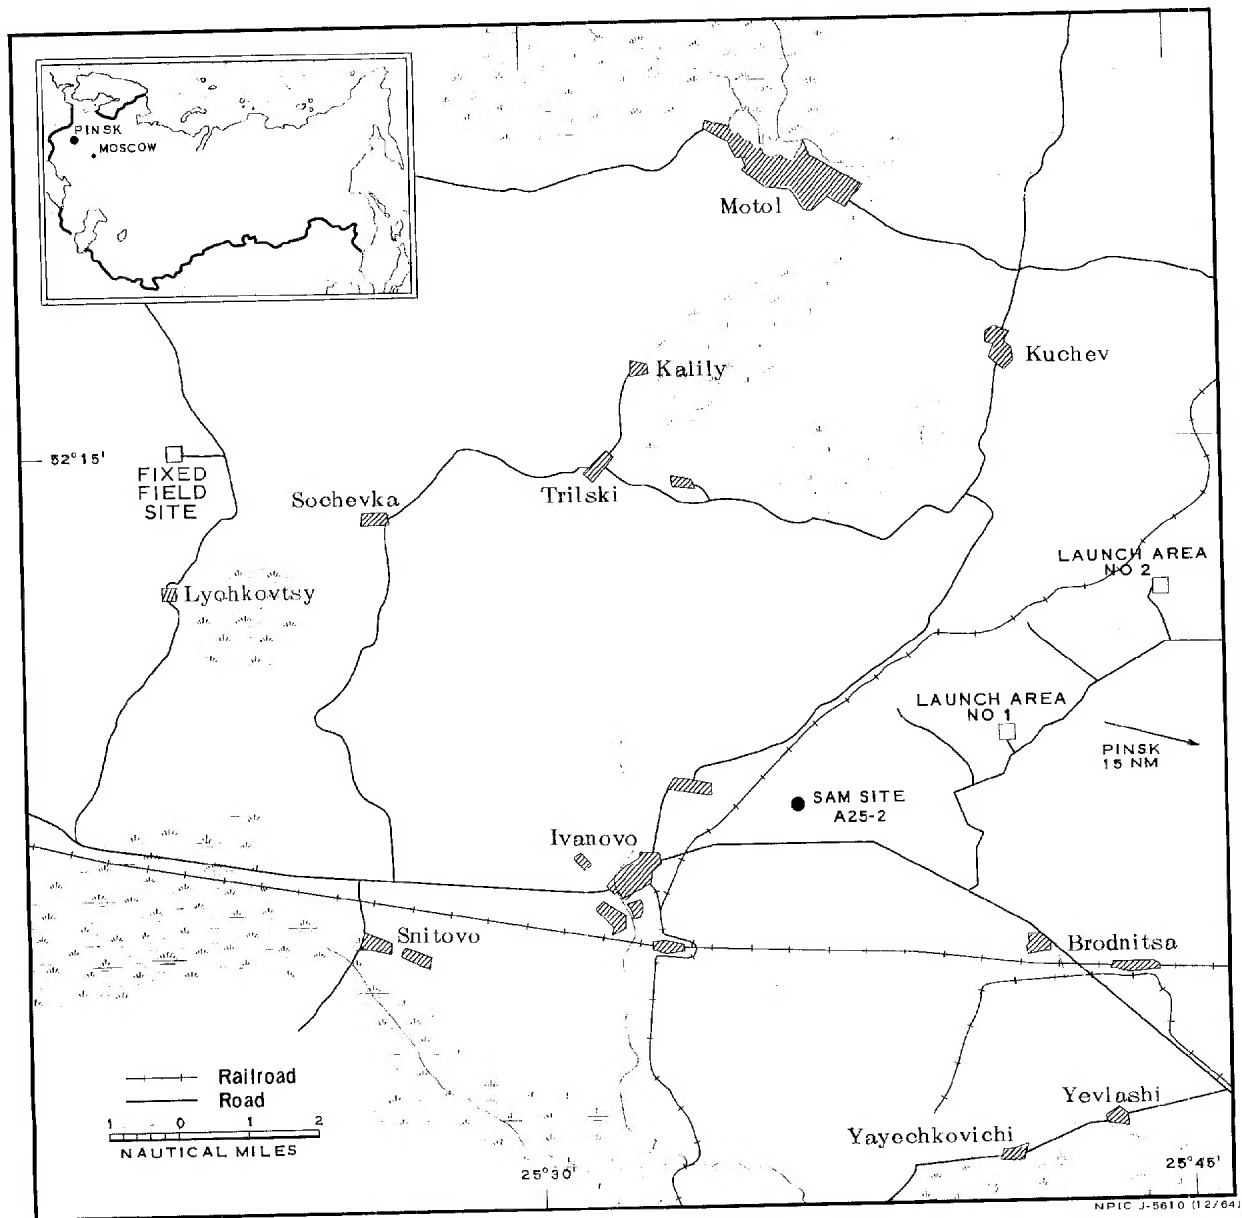 PINSK
MOSCOW
Motol
Kuchev
Kalily
52°15'
FIXED
FIELD
SITE
Sochevka
Trilski
LAUNCH AREA
NO 2
Lyohkovtsy
LAUNCH AREA
NO 1
PINSK
15 NM
SAM SITE
A25-2
Ivanovo
Snitovo
Brodnitsa
Railroad
Road
1 0 1 2
NAUTICAL MILES
Yevlashi
Yayechkovichi
25°30'
25°45'
NPIC J-5610 (12/64)